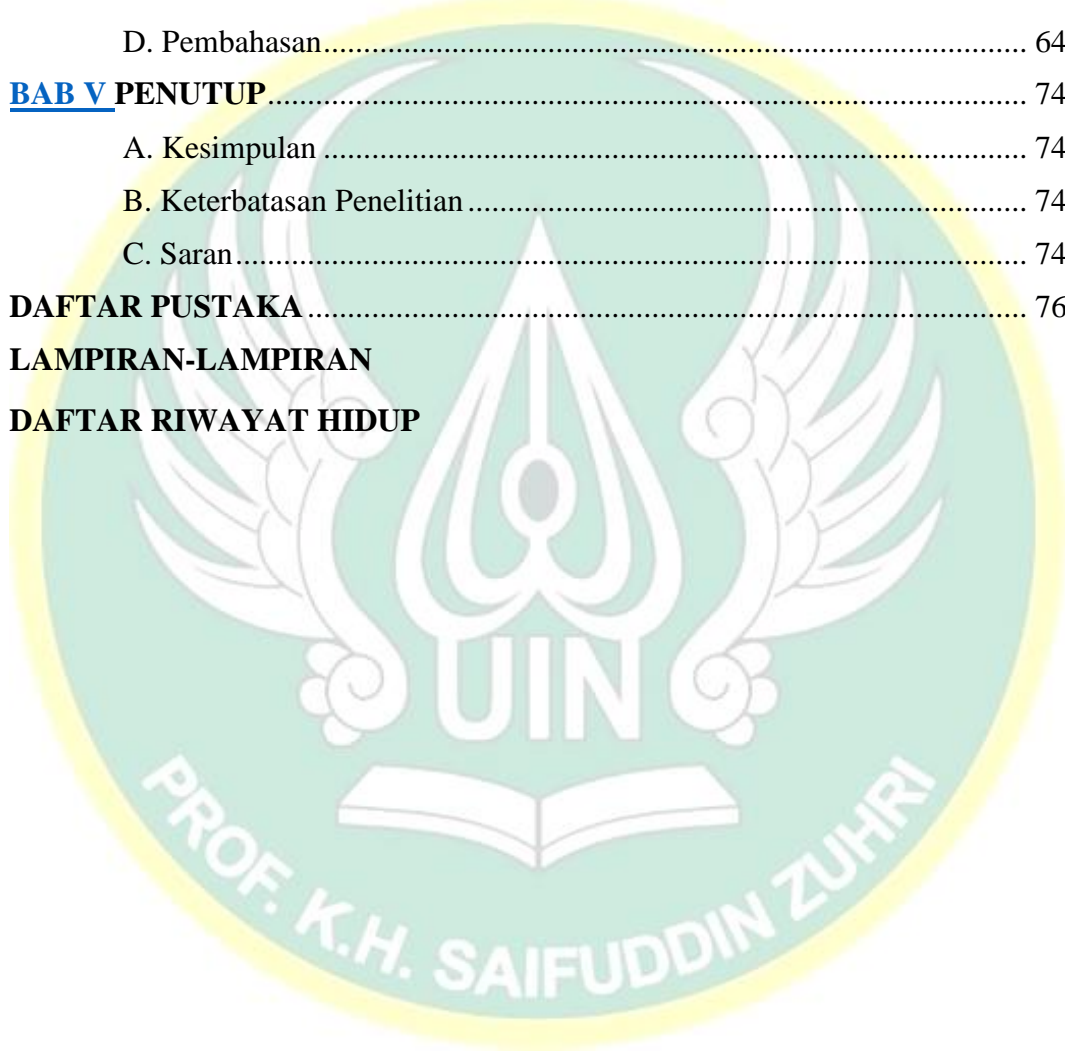 D. Pembahasan........................................................................................ 64
BAB V PENUTUP............................................................................................... 74
A. Kesimpulan ........................................................................................ 74
B. Keterbatasan Penelitian ...................................................................... 74
C. Saran................................................................................................... 74
DAFTAR PUSTAKA.......................................................................................... 76
LAMPIRAN-LAMPIRAN
DAFTAR RIWAYAT HIDUP
UIN
PROF. K.H. SAIFUDDIN ZUHRI